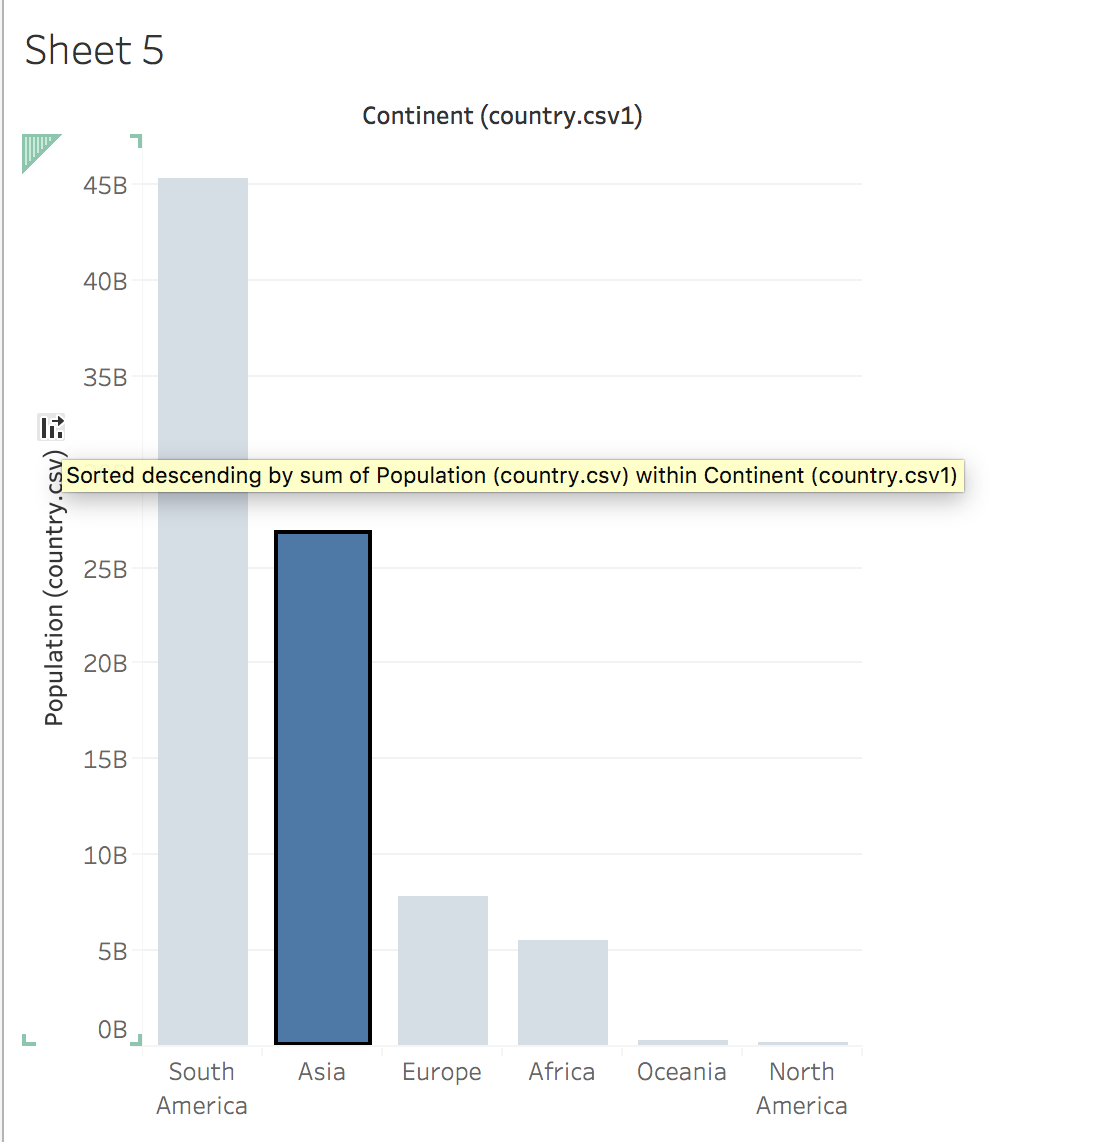 Sheet 5
Continent (country.csv1)
45B
40B
35B
Sorted descending by sum of Population (country.csv) within Continent (country.csv1)
Population (country.csv)
25B
20B
15B
10B
5B
0B
South America
Asia
Europe
Africa
Oceania
North America